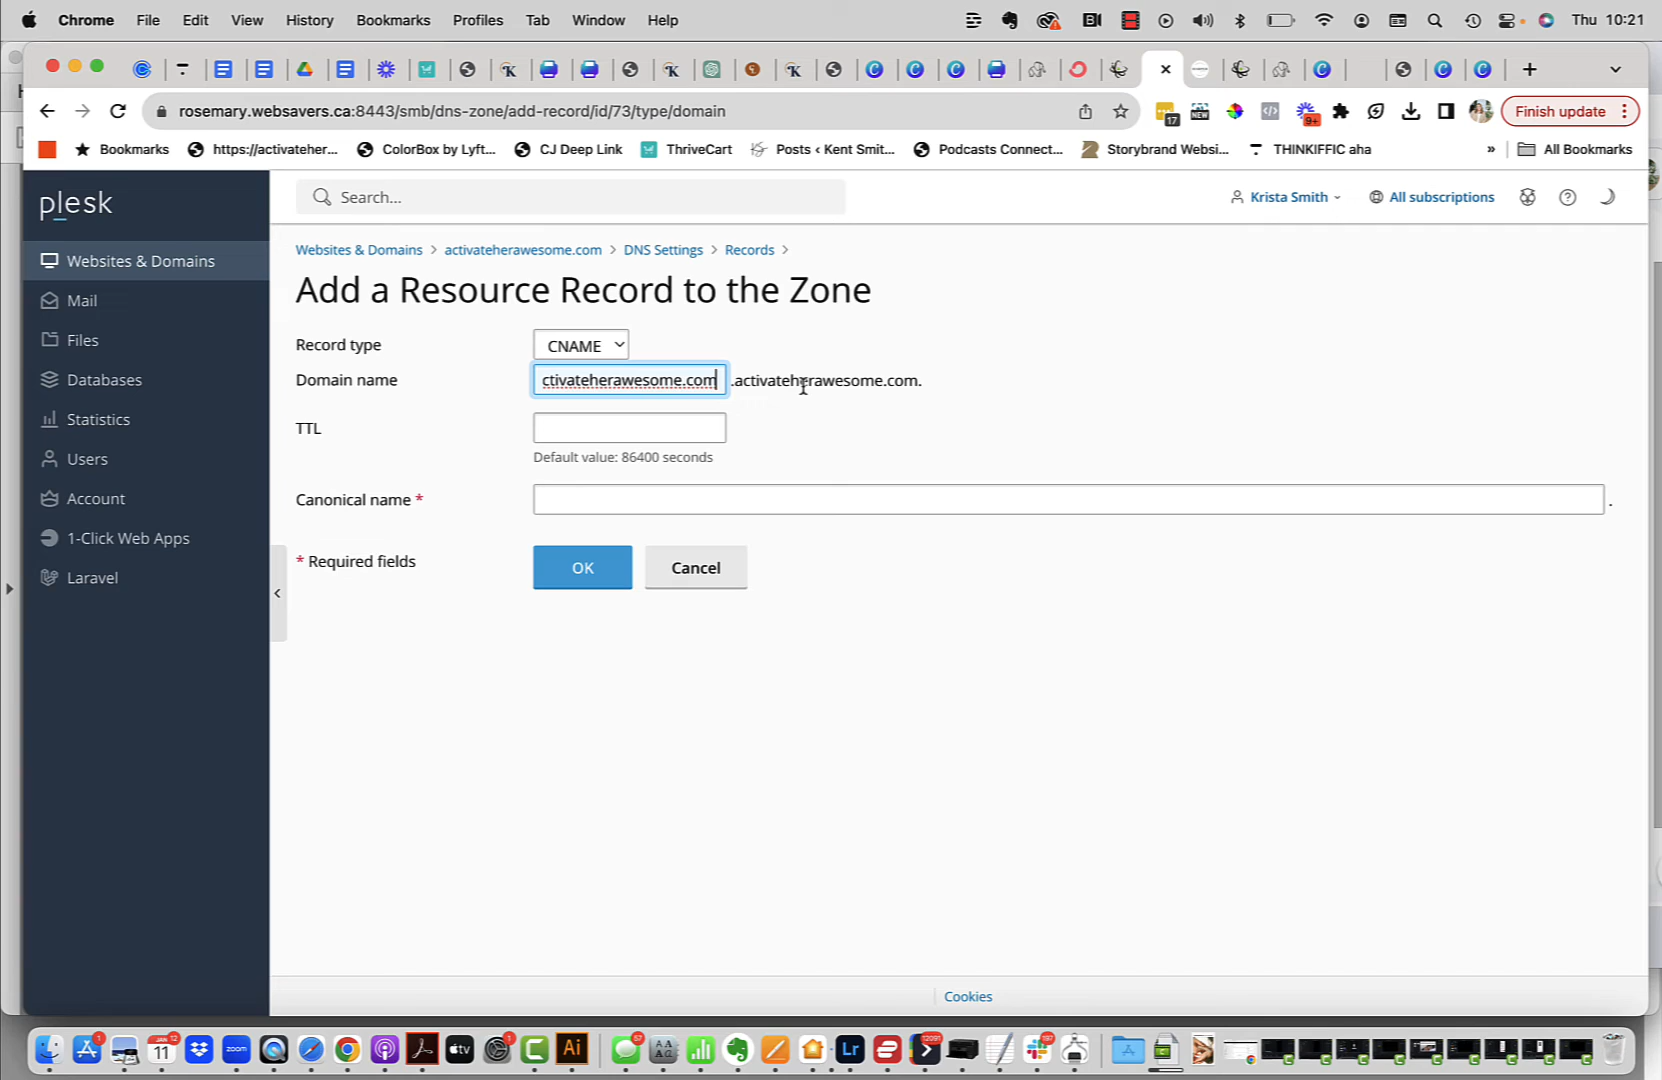 Chrome File Edit View History Bookmarks Profiles Tab Window Help Thu 10:21
rosemary.websavers.ca:8443/smb/dns-zone/add-record/id/73/type/domain 17 NEW 9+ Finish update
Bookmarks https://activateher... ColorBox by Lyft... CJ Deep Link ThriveCart Posts ‹ Kent Smit... Podcasts Connect... Storybrand Websi... THINKIFFIC aha » All Bookmarks
plesk
Search...
Krista Smith All subscriptions
Websites & Domains
Mail
Files
Databases
Statistics
Users
Account
1-Click Web Apps
Laravel
Websites & Domains > activateherawesome.com > DNS Settings > Records >
Add a Resource Record to the Zone
Record type CNAME
Domain name ctivateherawesome.com .activateherawesome.com.
TTL
Default value: 86400 seconds
Canonical name * .
* Required fields OK Cancel
Cookies